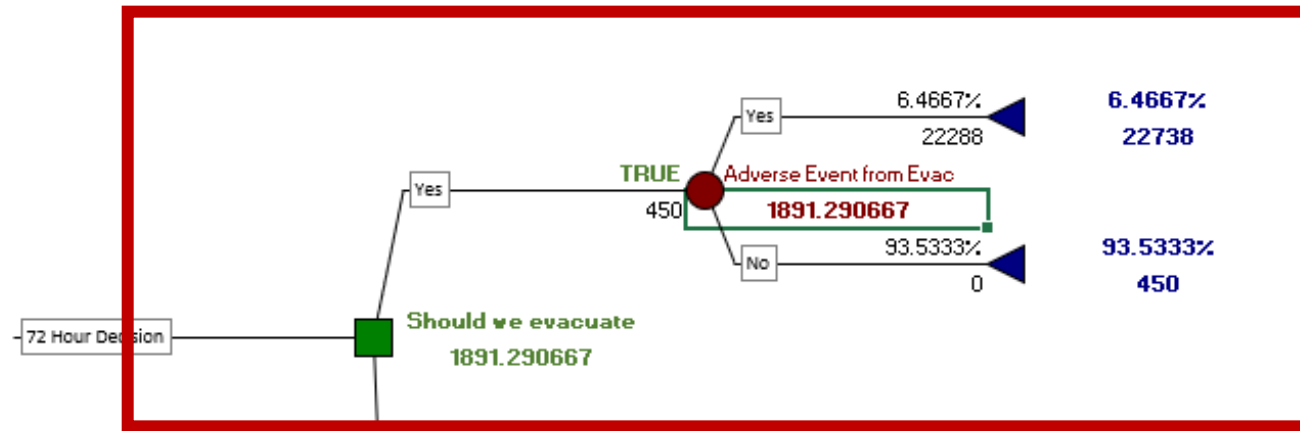 6.4667%
6.4667%
Yes
22288
22738
TRUE
Adverse Event from Evac
Yes
450
1891.290667
93.5333%
93.5333%
No
0
450
Should we evacuate
72 Hour Decision
1891.290667